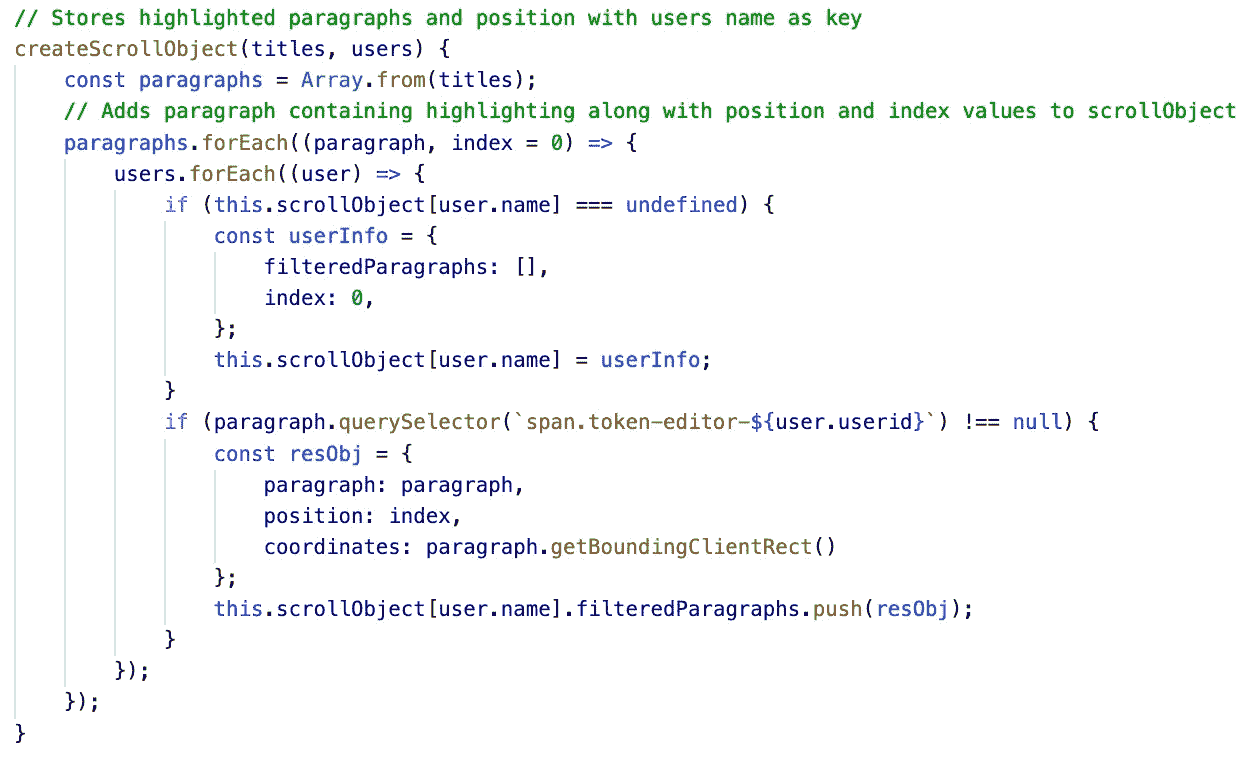 // Stores highlighted paragraphs and position with users name as key
createScrollObject(titles, users) {
    const paragraphs = Array.from(titles);
    // Adds paragraph containing highlighting along with position and index values to scrollObject
    paragraphs.forEach((paragraph, index = 0) => {
        users.forEach((user) => {
            if (this.scrollObject[user.name] === undefined) {
                const userInfo = {
                    filteredParagraphs: [],
                    index: 0,
                };
                this.scrollObject[user.name] = userInfo;
            }
            if (paragraph.querySelector(`span.token-editor-${user.userid}`) !== null) {
                const resObj = {
                    paragraph: paragraph,
                    position: index,
                    coordinates: paragraph.getBoundingClientRect()
                };
                this.scrollObject[user.name].filteredParagraphs.push(resObj);
            }
        });
    });
}